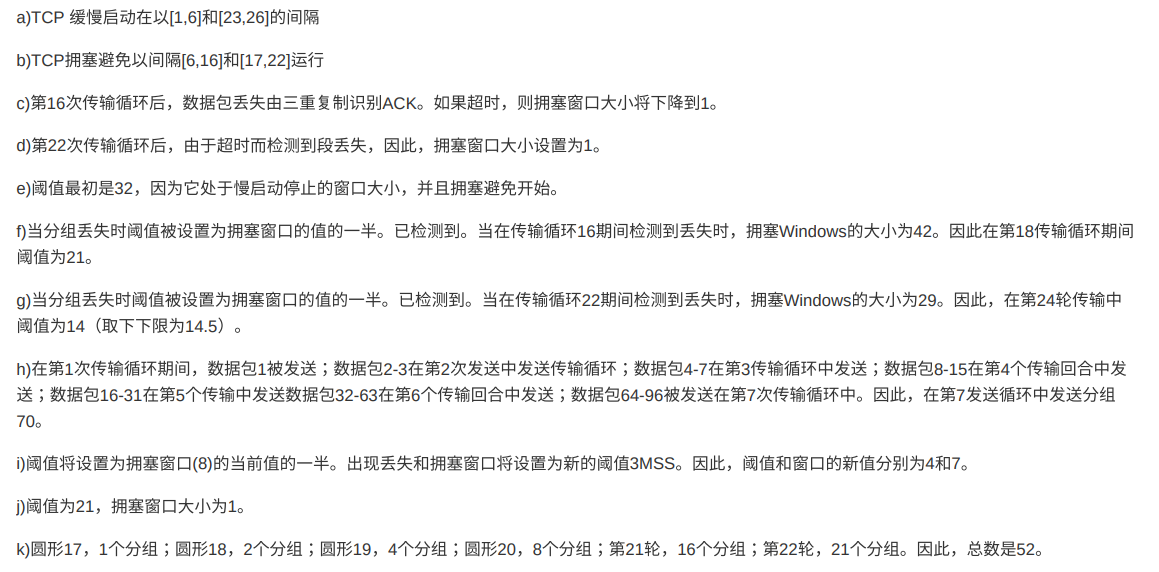 a)TCP 缓慢启动在以[1,6]和[23,26]的间隔
b)TCP拥塞避免以间隔[6,16]和[17,22]运行
c)第16次传输循环后，数据包丢失由三重复制识别ACK。如果超时，则拥塞窗口大小将下降到1。
d)第22次传输循环后，由于超时而检测到段丢失，因此，拥塞窗口大小设置为1。
e)阈值最初是32，因为它处于慢启动停止的窗口大小，并且拥塞避免开始。
f)当分组丢失时阈值被设置为拥塞窗口的值的一半。已检测到。当在传输循环16期间检测到丢失时，拥塞Windows的大小为42。因此在第18传输循环期间
阈值为21。
g)当分组丢失时阈值被设置为拥塞窗口的值的一半。已检测到。当在传输循环22期间检测到丢失时，拥塞Windows的大小为29。因此，在第24轮传输中
阈值为14（取下下限为14.5）。
h)在第1次传输循环期间，数据包1被发送；数据包2-3在第2次发送中发送传输循环；数据包4-7在第3传输循环中发送；数据包8-15在第4个传输回合中发
送；数据包16-31在第5个传输中发送数据包32-63在第6个传输回合中发送；数据包64-96被发送在第7次传输循环中。因此，在第7发送循环中发送分组
70。
i)阈值将设置为拥塞窗口(8)的当前值的一半。出现丢失和拥塞窗口将设置为新的阈值3MSS。因此，阈值和窗口的新值分别为4和7。
j)阈值为21，拥塞窗口大小为1。
k)圆形17，1个分组；圆形18，2个分组；圆形19，4个分组；圆形20，8个分组；第21轮，16个分组；第22轮，21个分组。因此，总数是52。